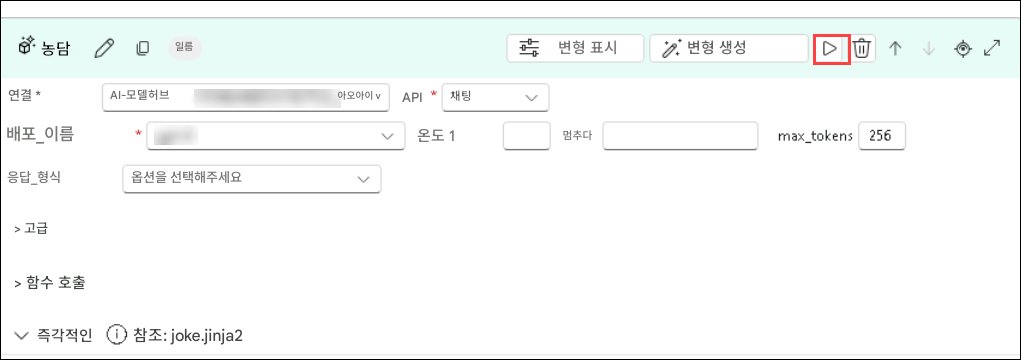 농담 일름 변형 표시 변형 생성
연결 * AI-모델허브 아오아이 v API * 채팅
배포_이름 * 온도 1 멈추다 max_tokens 256
응답_형식 옵션을 선택해주세요
> 고급
> 함수 호출
즉각적인 참조: joke.jinja2